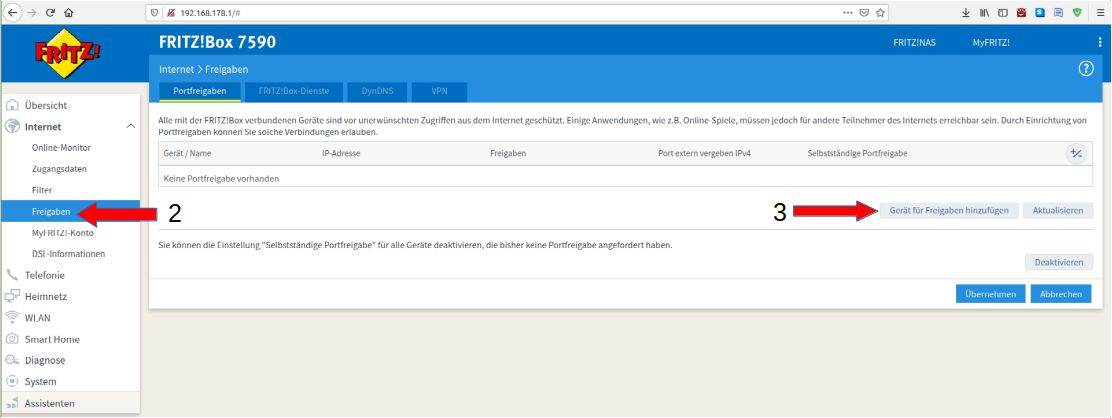 192.168.178.1/#
FRITZ!
FRITZ!Box 7590
FRITZ!NAS
MyFRITZ!
Internet > Freigaben
?
Portfreigaben
FRITZ!Box-Dienste
DynDNS
VPN
Übersicht
Internet
Online-Monitor
Zugangsdaten
Filter
Freigaben
2
MyFRITZ!-Konto
DSL-Informationen
Telefonie
Heimnetz
WLAN
Smart Home
Diagnose
System
Assistenten
Alle mit der FRITZ!Box verbundenen Geräte sind vor unerwünschten Zugriffen aus dem Internet geschützt. Einige Anwendungen, wie z.B. Online-Spiele, müssen jedoch für andere Teilnehmer des Internets erreichbar sein. Durch Einrichtung von
Portfreigaben können Sie solche Verbindungen erlauben.
Gerät / Name IP-Adresse Freigaben Port extern vergeben IPv4 Selbstständige Portfreigabe
Keine Portfreigabe vorhanden
3
Gerät für Freigaben hinzufügen
Aktualisieren
Sie können die Einstellung "Selbstständige Portfreigabe" für alle Geräte deaktivieren, die bisher keine Portfreigabe angefordert haben.
Deaktivieren
Übernehmen
Abbrechen